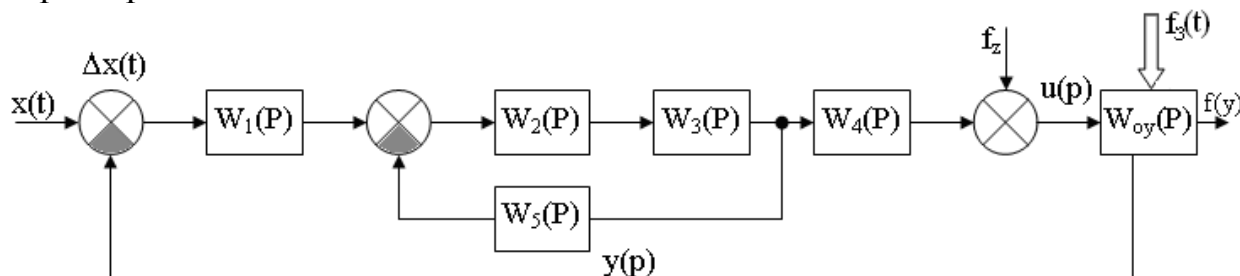 Δx(t)
x(t)
W₁(P)
W₂(P)
W₃(P)
W₄(P)
f_z
u(p)
f₃(t)
W_oy(P)
f(y)
W₅(P)
y(p)